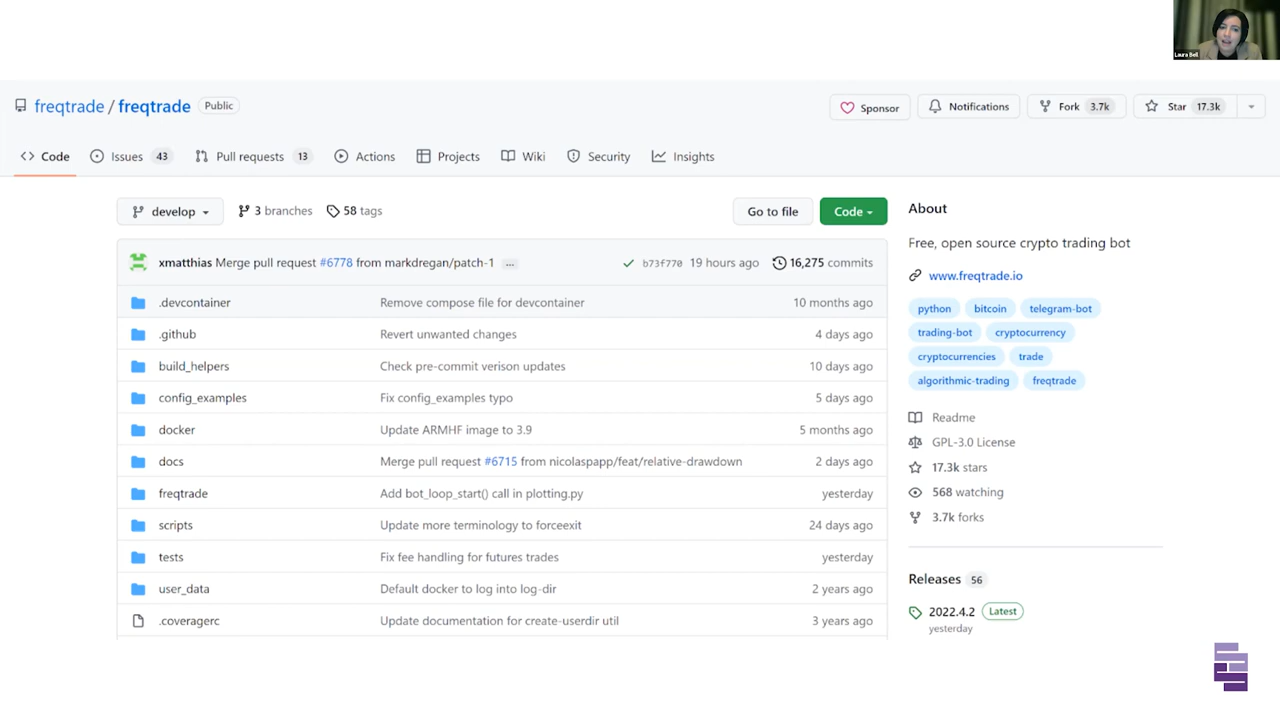 Laura Bell
freqtrade / freqtrade Public
Sponsor Notifications Fork 3.7k Star 17.3k
Code Issues 43 Pull requests 13 Actions Projects Wiki Security Insights
develop 3 branches 58 tags Go to file Code
xmatthias Merge pull request #6778 from markdregan/patch-1 ... b73f770 19 hours ago 16,275 commits
.devcontainer Remove compose file for devcontainer 10 months ago
.github Revert unwanted changes 4 days ago
build_helpers Check pre-commit verison updates 10 days ago
config_examples Fix config_examples typo 5 days ago
docker Update ARMHF image to 3.9 5 months ago
docs Merge pull request #6715 from nicolaspapp/feat/relative-drawdown 2 days ago
freqtrade Add bot_loop_start() call in plotting.py yesterday
scripts Update more terminology to forceexit 24 days ago
tests Fix fee handling for futures trades yesterday
user_data Default docker to log into log-dir 2 years ago
.coveragerc Update documentation for create-userdir util 3 years ago
About
Free, open source crypto trading bot
www.freqtrade.io
python bitcoin telegram-bot
trading-bot cryptocurrency
cryptocurrencies trade
algorithmic-trading freqtrade
Readme
GPL-3.0 License
17.3k stars
568 watching
3.7k forks
Releases 56
2022.4.2 Latest
yesterday